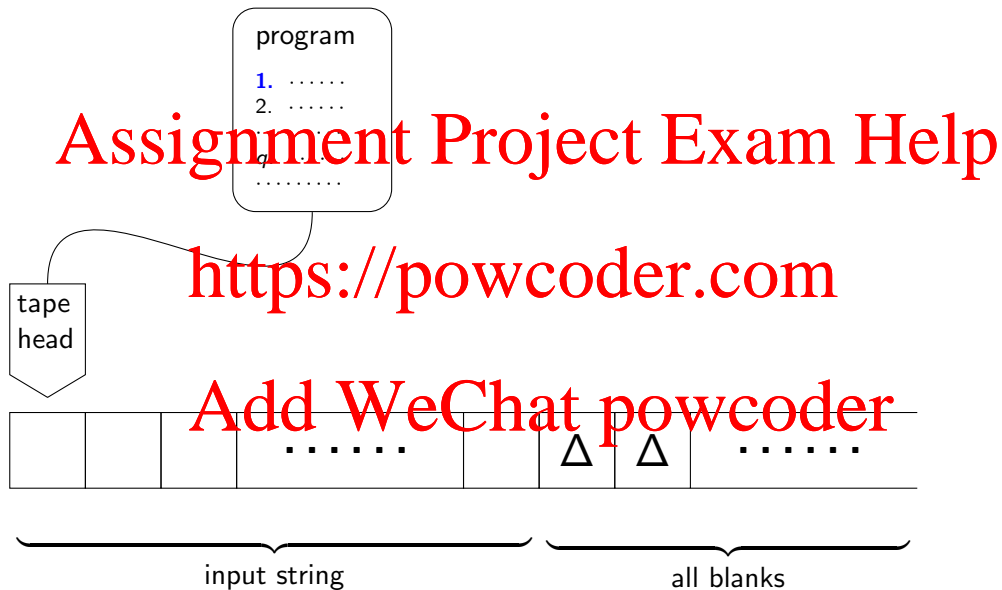 program
1. ......
2. ......
.........
Assignment Project Exam Help
q ......
.........
https://powcoder.com
tape
head
Add WeChat powcoder
...... Δ Δ ......
input string
all blanks